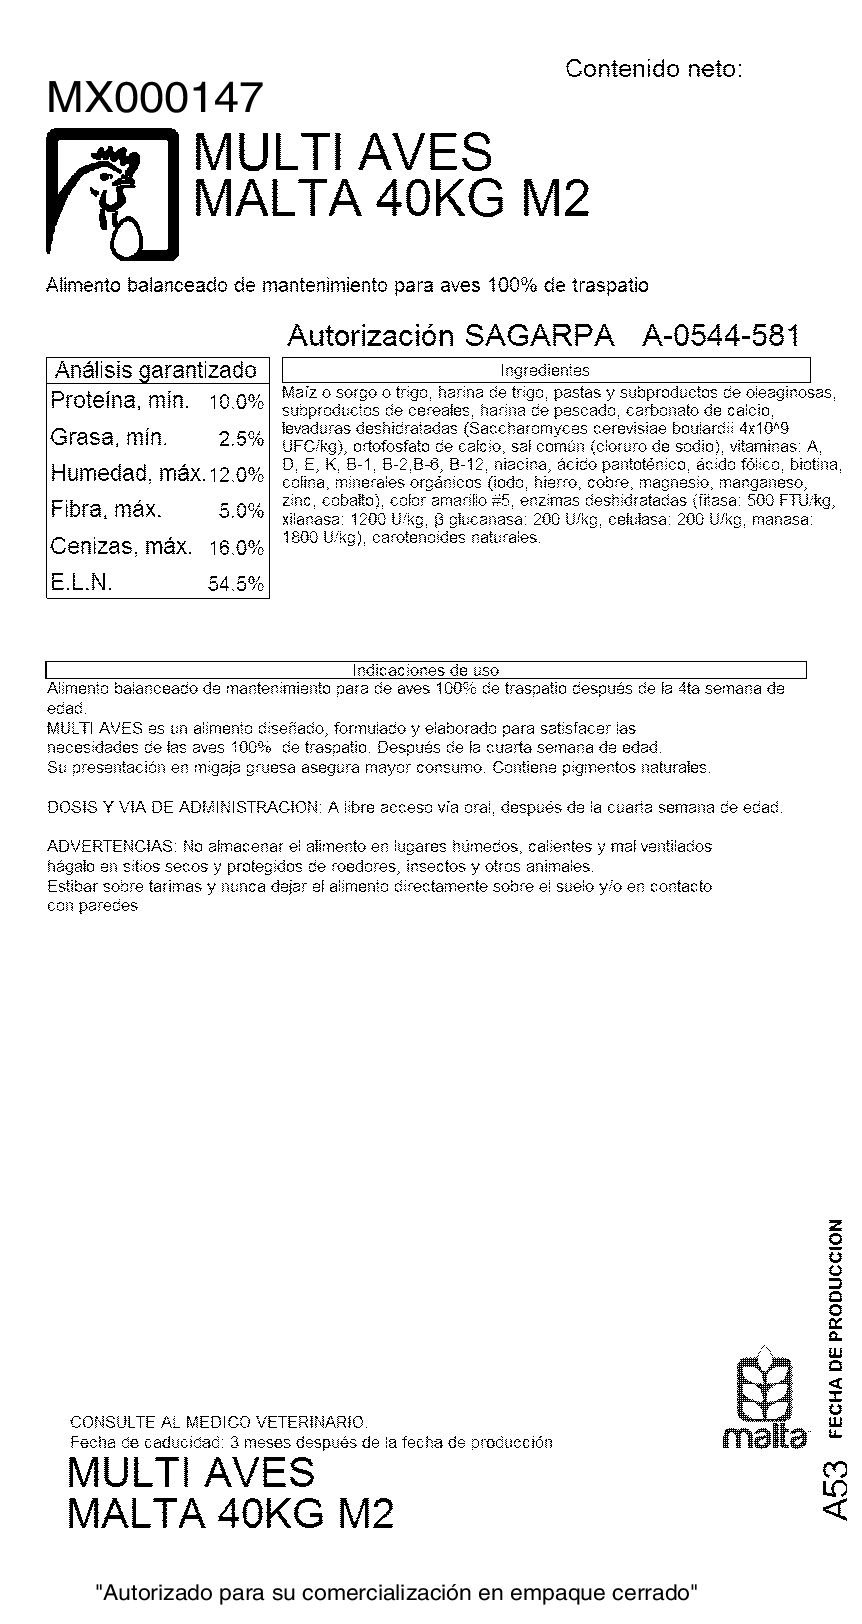 Contenido neto:
MX000147
MULTI AVES
MALTA 40KG M2
Alimento balanceado de mantenimiento para aves 100% de traspatio
Autorización SAGARPA A-0544-581
Análisis garantizado
Proteína, mín. 10.0%
Grasa, mín. 2.5%
Humedad, máx. 12.0%
Fibra, máx. 5.0%
Cenizas, máx. 16.0%
E.L.N. 54.5%
Ingredientes
Maíz o sorgo o trigo, harina de trigo, pastas y subproductos de oleaginosas,
subproductos de cereales, harina de pescado, carbonato de calcio,
levaduras deshidratadas (Saccharomyces cerevisiae boulardii 4x10^9
UFC/kg), ortofosfato de calcio, sal común (cloruro de sodio), vitaminas: A,
D, E, K, B-1, B-2,B-6, B-12, niacina, ácido pantoténico, ácido fólico, biotina,
colina, minerales orgánicos (iodo, hierro, cobre, magnesio, manganeso,
zinc, cobalto), color amarillo #5, enzimas deshidratadas (fitasa: 500 FTU/kg,
xilanasa: 1200 U/kg, β glucanasa: 200 U/kg, celulasa: 200 U/kg, manasa:
1800 U/kg), carotenoides naturales.
Indicaciones de uso
Alimento balanceado de mantenimiento para de aves 100% de traspatio después de la 4ta semana de
edad.
MULTI AVES es un alimento diseñado, formulado y elaborado para satisfacer las
necesidades de las aves 100% de traspatio. Después de la cuarta semana de edad.
Su presentación en migaja gruesa asegura mayor consumo. Contiene pigmentos naturales.
DOSIS Y VIA DE ADMINISTRACION: A libre acceso vía oral, después de la cuarta semana de edad.
ADVERTENCIAS: No almacenar el alimento en lugares húmedos, calientes y mal ventilados
hágalo en sitios secos y protegidos de roedores, insectos y otros animales.
Estibar sobre tarimas y nunca dejar el alimento directamente sobre el suelo y/o en contacto
con paredes
FECHA DE PRODUCCION
A53
malta
CONSULTE AL MEDICO VETERINARIO.
Fecha de caducidad: 3 meses después de la fecha de producción
MULTI AVES
MALTA 40KG M2
"Autorizado para su comercialización en empaque cerrado"